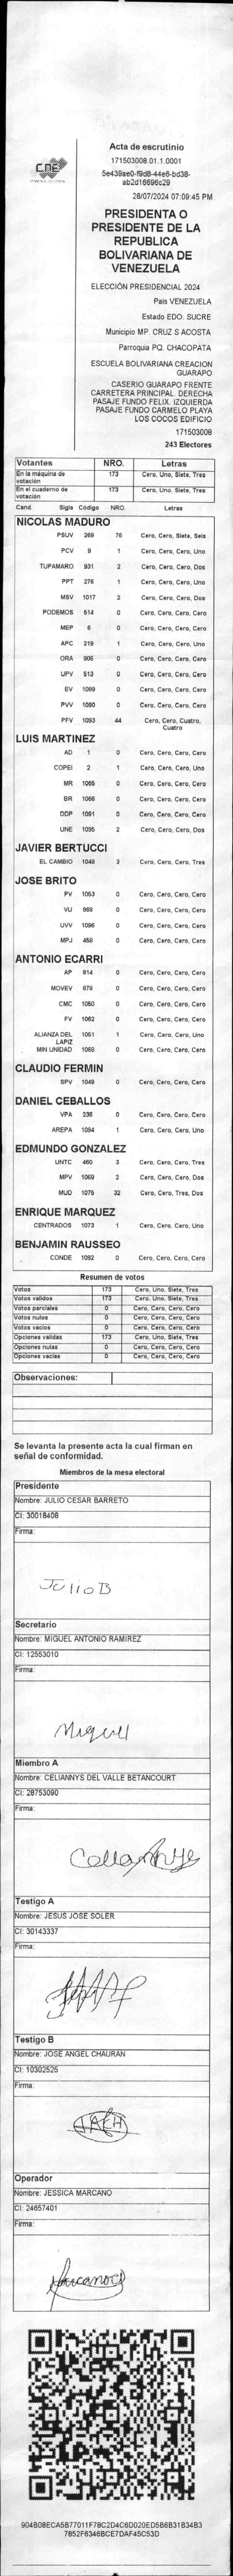 CNE
Acta de escrutinio
171503008.01.1.0001
5e439ae0-f9d8-44e6-bd38-
ab2d16696c29
28/07/2024 07:09:45 PM
PRESIDENTA O
PRESIDENTE DE LA
REPUBLICA
BOLIVARIANA DE
VENEZUELA
ELECCIÓN PRESIDENCIAL 2024
Pais VENEZUELA
Estado EDO. SUCRE
Municipio MP. CRUZ S ACOSTA
Parroquia PQ. CHACOPATA
ESCUELA BOLIVARIANA CREACION
GUARAPO
CASERIO GUARAPO FRENTE
CARRETERA PRINCIPAL. DERECHA
PASAJE FUNDO FELIX. IZQUIERDA
PASAJE FUNDO CARMELO PLAYA
LOS COCOS EDIFICIO
171503008
243 Electores
Votantes NRO. Letras
En la máquina de votación 173 Cero, Uno, Siete, Tres
En el cuaderno de votación 173 Cero, Uno, Siete, Tres
Cand. Sigla Código NRO. Letras
NICOLAS MADURO
PSUV 269 76 Cero, Cero, Siete, Seis
PCV 9 1 Cero, Cero, Cero, Uno
TUPAMARO 931 2 Cero, Cero, Cero, Dos
PPT 276 1 Cero, Cero, Cero, Uno
MSV 1017 2 Cero, Cero, Cero, Dos
PODEMOS 514 0 Cero, Cero, Cero, Cero
MEP 6 0 Cero, Cero, Cero, Cero
APC 219 1 Cero, Cero, Cero, Uno
ORA 906 0 Cero, Cero, Cero, Cero
UPV 513 0 Cero, Cero, Cero, Cero
EV 1089 0 Cero, Cero, Cero, Cero
PVV 1090 0 Cero, Cero, Cero, Cero
PFV 1093 44 Cero, Cero, Cuatro, Cuatro
LUIS MARTINEZ
AD 1 0 Cero, Cero, Cero, Cero
COPEI 2 1 Cero, Cero, Cero, Uno
MR 1065 0 Cero, Cero, Cero, Cero
BR 1066 0 Cero, Cero, Cero, Cero
DDP 1091 0 Cero, Cero, Cero, Cero
UNE 1095 2 Cero, Cero, Cero, Dos
JAVIER BERTUCCI
EL CAMBIO 1048 3 Cero, Cero, Cero, Tres
JOSE BRITO
PV 1053 0 Cero, Cero, Cero, Cero
VU 968 0 Cero, Cero, Cero, Cero
UVV 1096 0 Cero, Cero, Cero, Cero
MPJ 459 0 Cero, Cero, Cero, Cero
ANTONIO ECARRI
AP 914 0 Cero, Cero, Cero, Cero
MOVEV 978 0 Cero, Cero, Cero, Cero
CMC 1050 0 Cero, Cero, Cero, Cero
FV 1062 0 Cero, Cero, Cero, Cero
ALIANZA DEL LAPIZ 1051 1 Cero, Cero, Cero, Uno
MIN UNIDAD 1068 0 Cero, Cero, Cero, Cero
CLAUDIO FERMIN
SPV 1049 0 Cero, Cero, Cero, Cero
DANIEL CEBALLOS
VPA 236 0 Cero, Cero, Cero, Cero
AREPA 1094 1 Cero, Cero, Cero, Uno
EDMUNDO GONZALEZ
UNTC 460 3 Cero, Cero, Cero, Tres
MPV 1069 2 Cero, Cero, Cero, Dos
MUD 1075 32 Cero, Cero, Tres, Dos
ENRIQUE MARQUEZ
CENTRADOS 1073 1 Cero, Cero, Cero, Uno
BENJAMIN RAUSSEO
CONDE 1092 0 Cero, Cero, Cero, Cero
Resumen de votos
Votos 173 Cero, Uno, Siete, Tres
Votos validos 173 Cero, Uno, Siete, Tres
Votos parciales 0 Cero, Cero, Cero, Cero
Votos nulos 0 Cero, Cero, Cero, Cero
Votos vacios 0 Cero, Cero, Cero, Cero
Opciones validas 173 Cero, Uno, Siete, Tres
Opciones nulas 0 Cero, Cero, Cero, Cero
Opciones vacias 0 Cero, Cero, Cero, Cero
Observaciones:
Se levanta la presente acta la cual firman en
señal de conformidad.
Miembros de la mesa electoral
Presidente
Nombre: JULIO CESAR BARRETO
CI: 30018408
Firma:
Julio B
Secretario
Nombre: MIGUEL ANTONIO RAMIREZ
CI: 12553010
Firma:
Miguel
Miembro A
Nombre: CELIANNYS DEL VALLE BETANCOURT
CI: 28753090
Firma:
Testigo A
Nombre: JESUS JOSE SOLER
CI: 30143337
Firma:
Testigo B
Nombre: JOSE ANGEL CHAURAN
CI: 10302525
Firma:
Operador
Nombre: JESSICA MARCANO
CI: 24657401
Firma:
904B08ECA5B77011F78C2D4C6D020ED5B6B31B34B3
7852F6346BCE7DAF45C53D